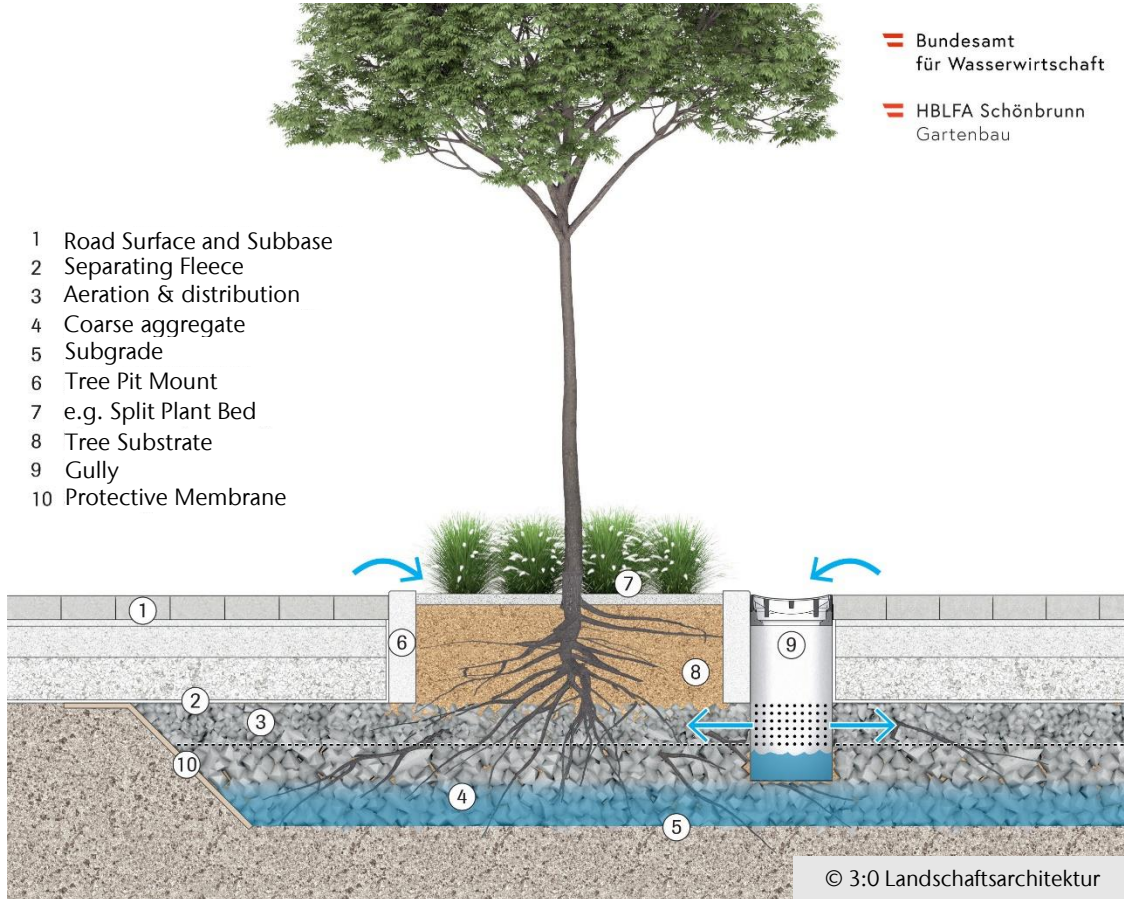 Bundesamt
für Wasserwirtschaft
HBLFA Schönbrunn
Gartenbau
1 Road Surface and Subbase
2 Separating Fleece
3 Aeration & distribution
4 Coarse aggregate
5 Subgrade
6 Tree Pit Mount
7 e.g. Split Plant Bed
8 Tree Substrate
9 Gully
10 Protective Membrane
7
1
6
9
8
2
3
10
4
5
© 3:0 Landschaftsarchitektur